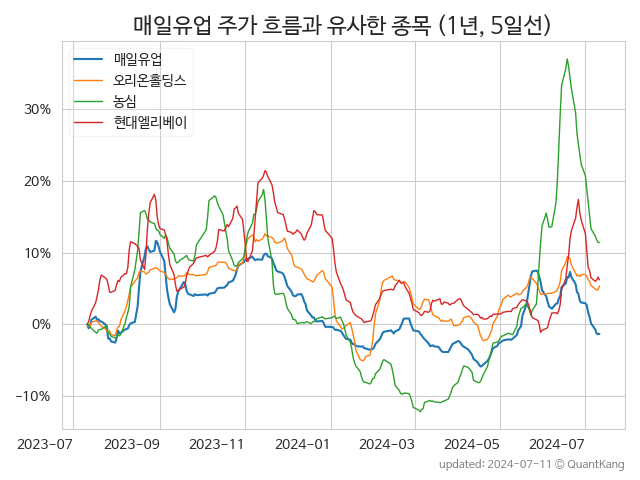 매일유업 주가 흐름과 유사한 종목 (1년, 5일선)
매일유업
오리온홀딩스
농심
현대엘리베이
30%
20%
10%
0%
−10%
2023-07 2023-09 2023-11 2024-01 2024-03 2024-05 2024-07
updated: 2024-07-11 © QuantKang